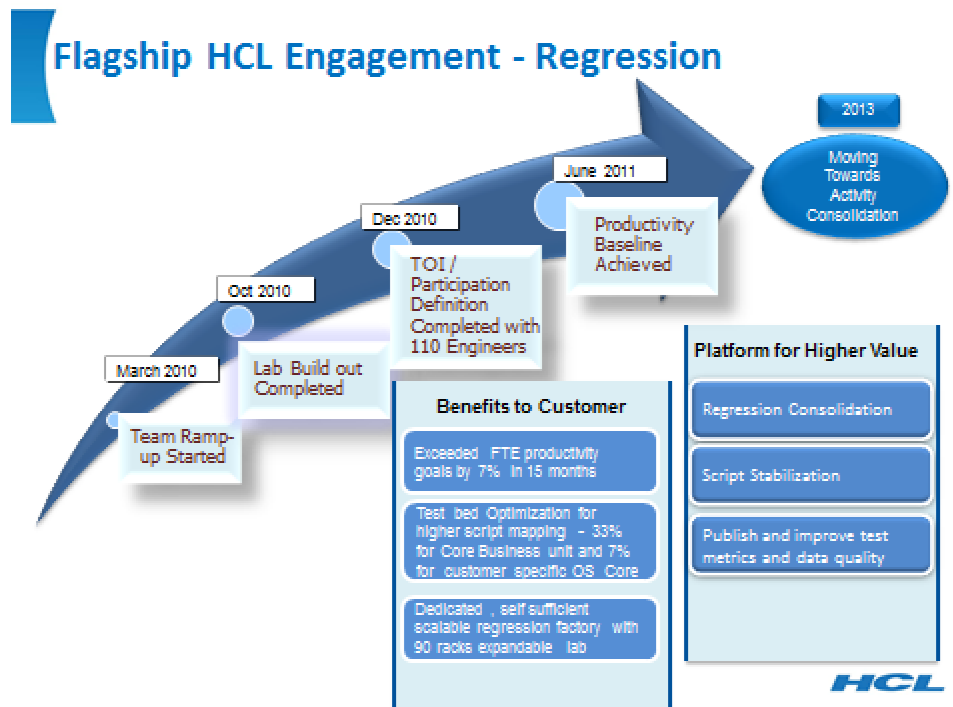 Flagship HCL Engagement - Regression
2013
Moving
Towards
Activity
Consolidation
June 2011
Productivity
Baseline
Achieved
Dec 2010
TOI /
Participation
Definition
Completed with
110 Engineers
Oct 2010
Lab Build out
Completed
March 2010
Team Ramp-
up Started
Benefits to Customer
Exceeded FTE productivity
goals by 7% in 15 months
Test bed Optimization for
higher script mapping - 33%
for Core Business unit and 7%
for customer specific OS Core
Dedicated , self sufficient
scalable regression factory with
90 racks expandable lab
Platform for Higher Value
Regression Consolidation
Script Stabilization
Publish and improve test
metrics and data quality
HCL